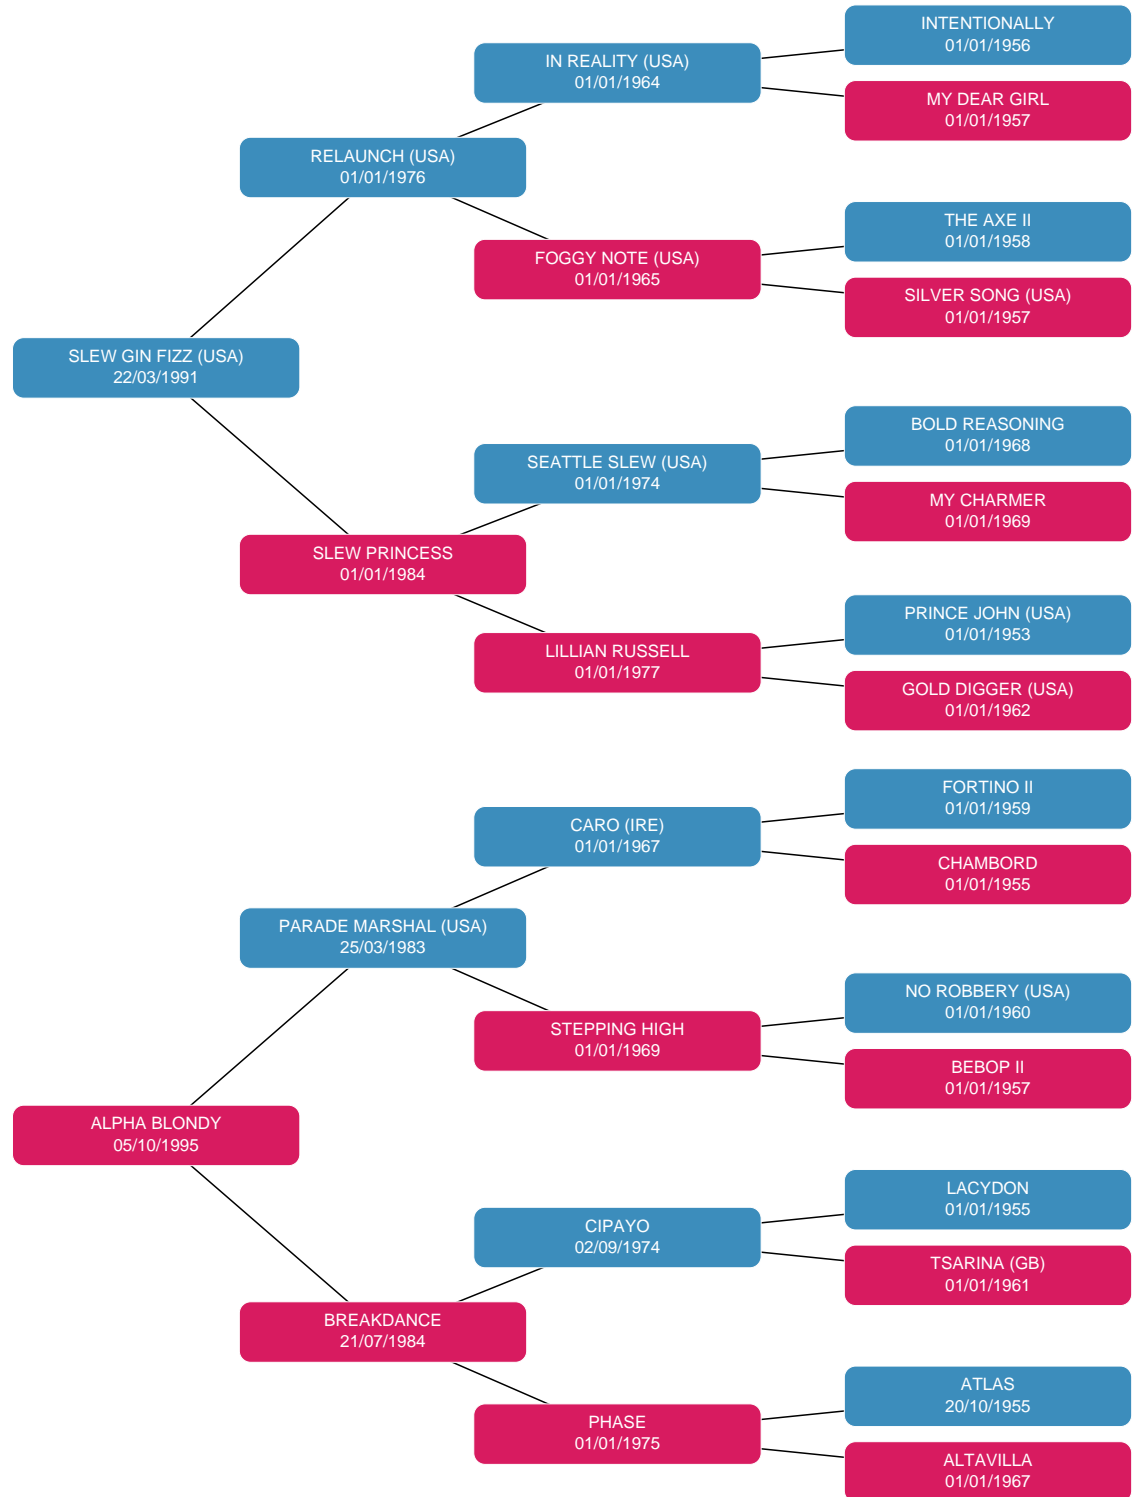 INTENTIONALLY
01/01/1956
IN REALITY (USA)
01/01/1964
MY DEAR GIRL
01/01/1957
RELAUNCH (USA)
01/01/1976
THE AXE II
01/01/1958
FOGGY NOTE (USA)
01/01/1965
SILVER SONG (USA)
01/01/1957
SLEW GIN FIZZ (USA)
22/03/1991
BOLD REASONING
01/01/1968
SEATTLE SLEW (USA)
01/01/1974
MY CHARMER
01/01/1969
SLEW PRINCESS
01/01/1984
PRINCE JOHN (USA)
01/01/1953
LILLIAN RUSSELL
01/01/1977
GOLD DIGGER (USA)
01/01/1962
FORTINO II
01/01/1959
CARO (IRE)
01/01/1967
CHAMBORD
01/01/1955
PARADE MARSHAL (USA)
25/03/1983
NO ROBBERY (USA)
01/01/1960
STEPPING HIGH
01/01/1969
BEBOP II
01/01/1957
ALPHA BLONDY
05/10/1995
LACYDON
01/01/1955
CIPAYO
02/09/1974
TSARINA (GB)
01/01/1961
BREAKDANCE
21/07/1984
ATLAS
20/10/1955
PHASE
01/01/1975
ALTAVILLA
01/01/1967